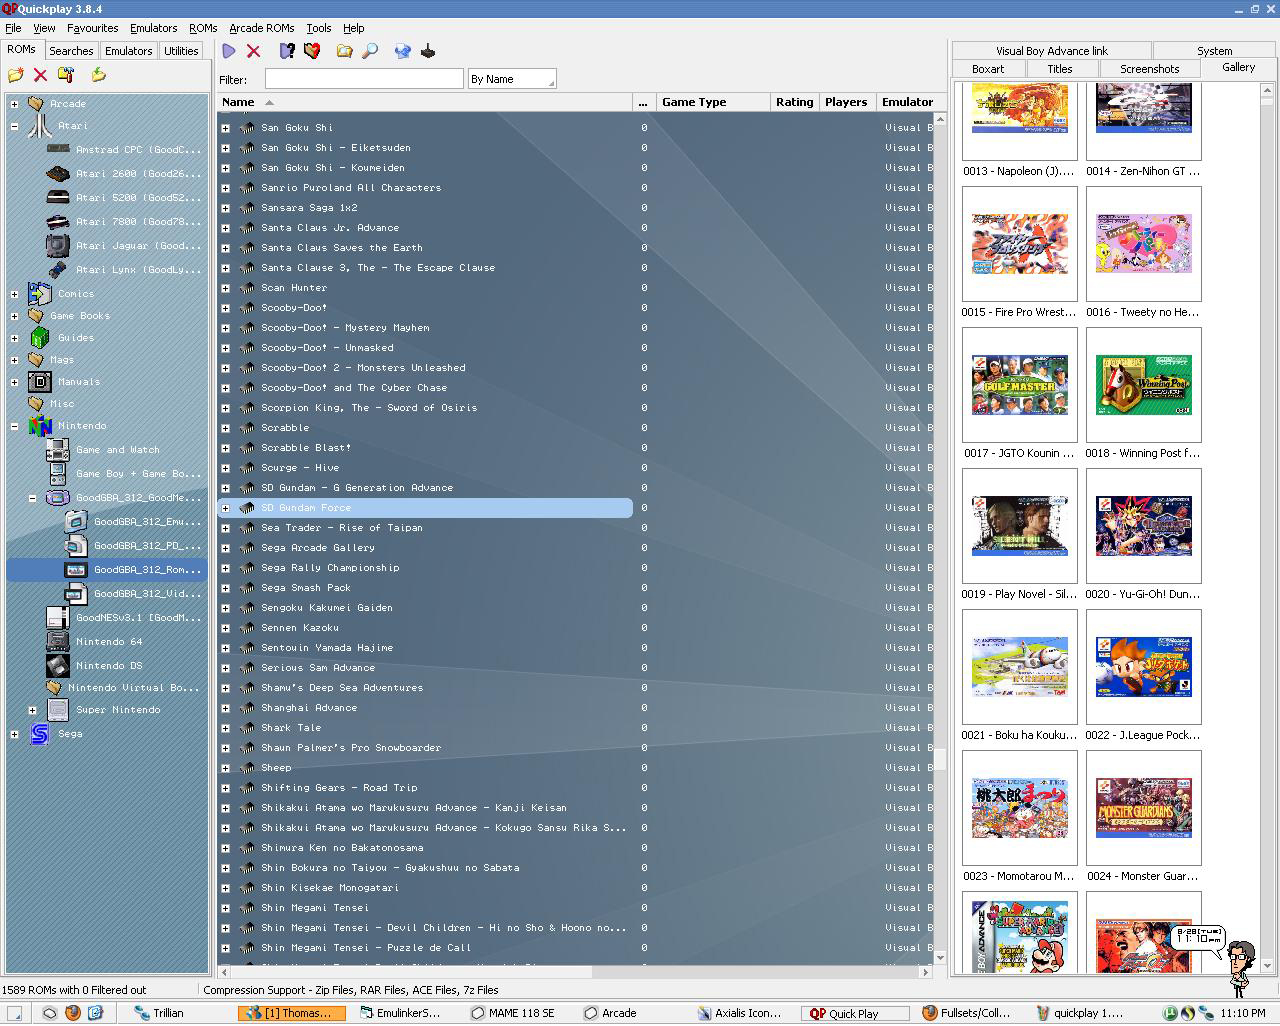 Quickplay 3.8.4
File View Favourites Emulators ROMs Arcade ROMs Tools Help
ROMs Searches Emulators Utilities
Filter: By Name
Arcade
Atari
Amstrad CPC (GoodC...
Atari 2600 (Good26...
Atari 5200 (Good52...
Atari 7800 (Good78...
Atari Jaguar (Good...
Atari Lynx (GoodLy...
Comics
Game Books
Guides
Mags
Manuals
Misc
Nintendo
Game and Watch
Game Boy + Game Bo...
GoodGBA_312_GoodMe...
GoodGBA_312_Emu...
GoodGBA_312_PD_...
GoodGBA_312_Rom...
GoodGBA_312_Vid...
GoodNESv3.1 [GoodM...
Nintendo 64
Nintendo DS
Nintendo Virtual Bo...
Super Nintendo
Sega
Name ... Game Type Rating Players Emulator
San Goku Shi 0 Visual B
San Goku Shi - Eiketsuden 0 Visual B
San Goku Shi - Koumeiden 0 Visual B
Sanrio Puroland All Characters 0 Visual B
Sansara Saga 1x2 0 Visual B
Santa Claus Jr. Advance 0 Visual B
Santa Claus Saves the Earth 0 Visual B
Santa Clause 3, The - The Escape Clause 0 Visual B
Scan Hunter 0 Visual B
Scooby-Doo! 0 Visual B
Scooby-Doo! - Mystery Mayhem 0 Visual B
Scooby-Doo! - Unmasked 0 Visual B
Scooby-Doo! 2 - Monsters Unleashed 0 Visual B
Scooby-Doo! and The Cyber Chase 0 Visual B
Scorpion King, The - Sword of Osiris 0 Visual B
Scrabble 0 Visual B
Scrabble Blast! 0 Visual B
Scurge - Hive 0 Visual B
SD Gundam - G Generation Advance 0 Visual B
SD Gundam Force 0 Visual B
Sea Trader - Rise of Taipan 0 Visual B
Sega Arcade Gallery 0 Visual B
Sega Rally Championship 0 Visual B
Sega Smash Pack 0 Visual B
Sengoku Kakumei Gaiden 0 Visual B
Sennen Kazoku 0 Visual B
Sentouin Yamada Hajime 0 Visual B
Serious Sam Advance 0 Visual B
Shamu's Deep Sea Adventures 0 Visual B
Shanghai Advance 0 Visual B
Shark Tale 0 Visual B
Shaun Palmer's Pro Snowboarder 0 Visual B
Sheep 0 Visual B
Shifting Gears - Road Trip 0 Visual B
Shikakui Atama wo Marukusuru Advance - Kanji Keisan 0 Visual B
Shikakui Atama wo Marukusuru Advance - Kokugo Sansu Rika S... 0 Visual B
Shimura Ken no Bakatonosama 0 Visual B
Shin Bokura no Taiyou - Gyakushuu no Sabata 0 Visual B
Shin Kisekae Monogatari 0 Visual B
Shin Megami Tensei 0 Visual B
Shin Megami Tensei - Devil Children - Hi no Sho & Hoono no... 0 Visual B
Shin Megami Tensei - Puzzle de Call 0 Visual B
Visual Boy Advance link System
Boxart Titles Screenshots Gallery
0013 - Napoleon (J).... 0014 - Zen-Nihon GT ...
0015 - Fire Pro Wrest... 0016 - Tweety no He...
GOLFMASTER
Winning Post
0017 - JGTO Kounin ... 0018 - Winning Post f...
SILENT HILL
0019 - Play Novel - Sil... 0020 - Yu-Gi-Oh! Dun...
0021 - Boku ha Kouku... 0022 - J.League Pock...
桃太郎まつり
MONSTER GUARDIANS
0023 - Momotarou M... 0024 - Monster Guar...
8/28[TUE]
11:10PM
1589 ROMs with 0 Filtered out Compression Support - Zip Files, RAR Files, ACE Files, 7z Files
Trillian [1] Thomas... EmulinkerS... MAME 118 SE Arcade Axialis Icon... Quick Play Fullsets/Coll... quickplay 1.... 11:10 PM